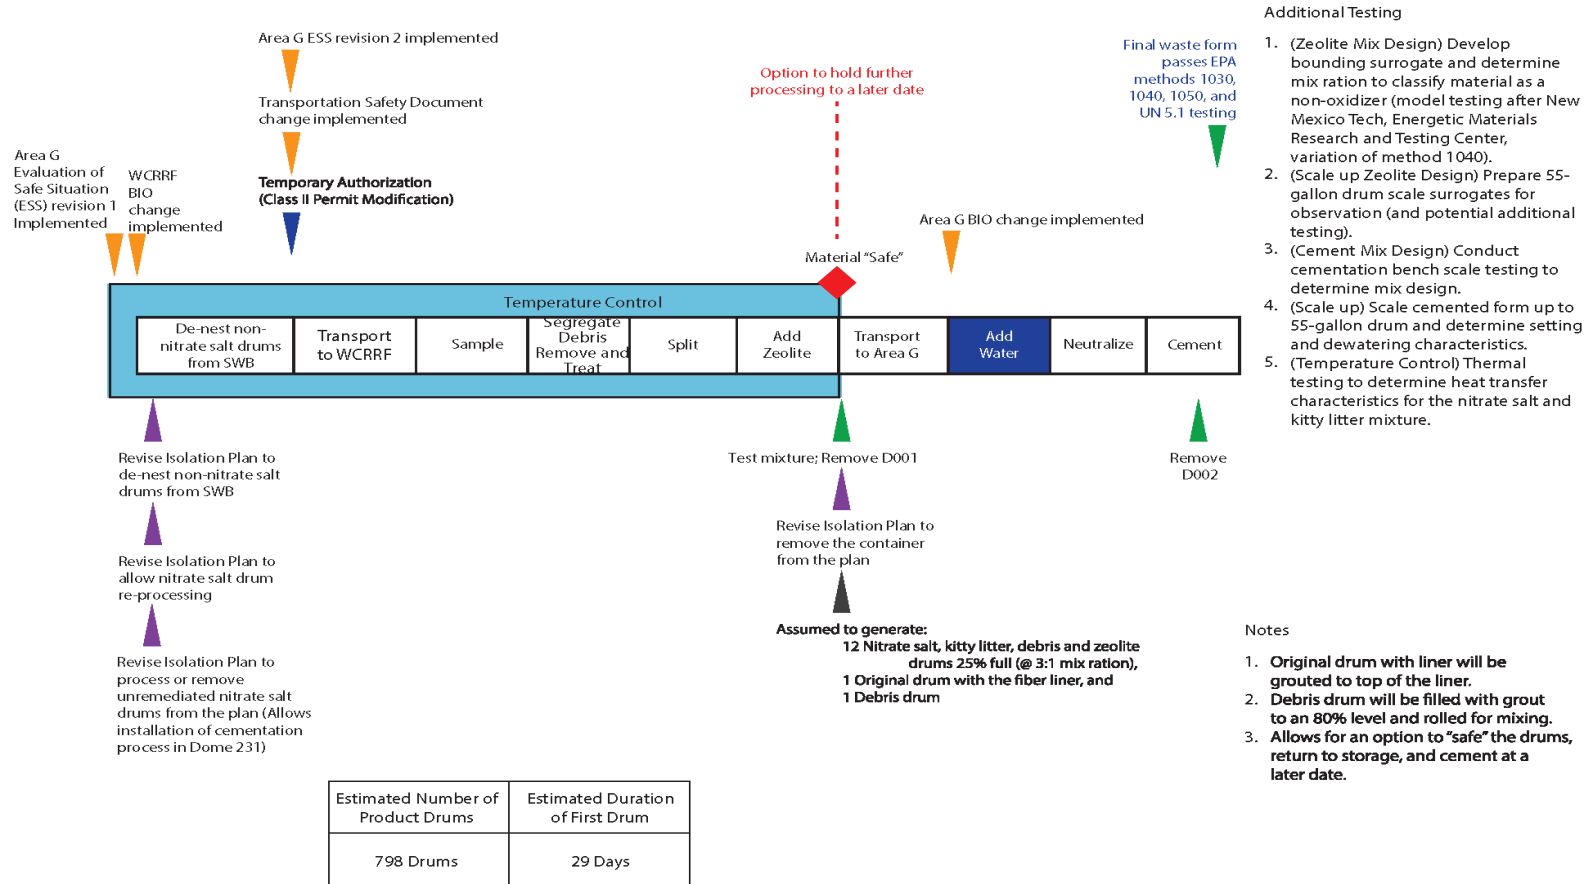 Area G ESS revision 2 implemented
Transportation Safety Document
change implemented
Temporary Authorization
(Class II Permit Modification)
Area G
Evaluation of
Safe Situation
(ESS) revision 1
Implemented
WCRRF
BIO
change
implemented
Option to hold further
processing to a later date
Material “Safe”
Final waste form
passes EPA
methods 1030,
1040, 1050, and
UN 5.1 testing
Area G BIO change implemented
Temperature Control
De-nest non-
nitrate salt drums
from SWB
Transport
to WCRRF
Sample
Segregate
Debris
Remove and
Treat
Split
Add
Zeolite
Transport
to Area G
Add
Water
Neutralize
Cement
Revise Isolation Plan to
de-nest non-nitrate salt
drums from SWB
Revise Isolation Plan to
allow nitrate salt drum
re-processing
Revise Isolation Plan to
process or remove
unremediated nitrate salt
drums from the plan (Allows
installation of cementation
process in Dome 231)
Test mixture; Remove D001
Revise Isolation Plan to
remove the container
from the plan
Assumed to generate:
12 Nitrate salt, kitty litter, debris and zeolite
drums 25% full (@ 3:1 mix ration),
1 Original drum with the fiber liner, and
1 Debris drum
Remove
D002
Additional Testing
1. (Zeolite Mix Design) Develop
bounding surrogate and determine
mix ration to classify material as a
non-oxidizer (model testing after New
Mexico Tech, Energetic Materials
Research and Testing Center,
variation of method 1040).
2. (Scale up Zeolite Design) Prepare 55-
gallon drum scale surrogates for
observation (and potential additional
testing).
3. (Cement Mix Design) Conduct
cementation bench scale testing to
determine mix design.
4. (Scale up) Scale cemented form up to
55-gallon drum and determine setting
and dewatering characteristics.
5. (Temperature Control) Thermal
testing to determine heat transfer
characteristics for the nitrate salt and
kitty litter mixture.
Notes
1. Original drum with liner will be
grouted to top of the liner.
2. Debris drum will be filled with grout
to an 80% level and rolled for mixing.
3. Allows for an option to “safe” the drums,
return to storage, and cement at a
later date.
Estimated Number of
Product Drums
Estimated Duration
of First Drum
798 Drums
29 Days